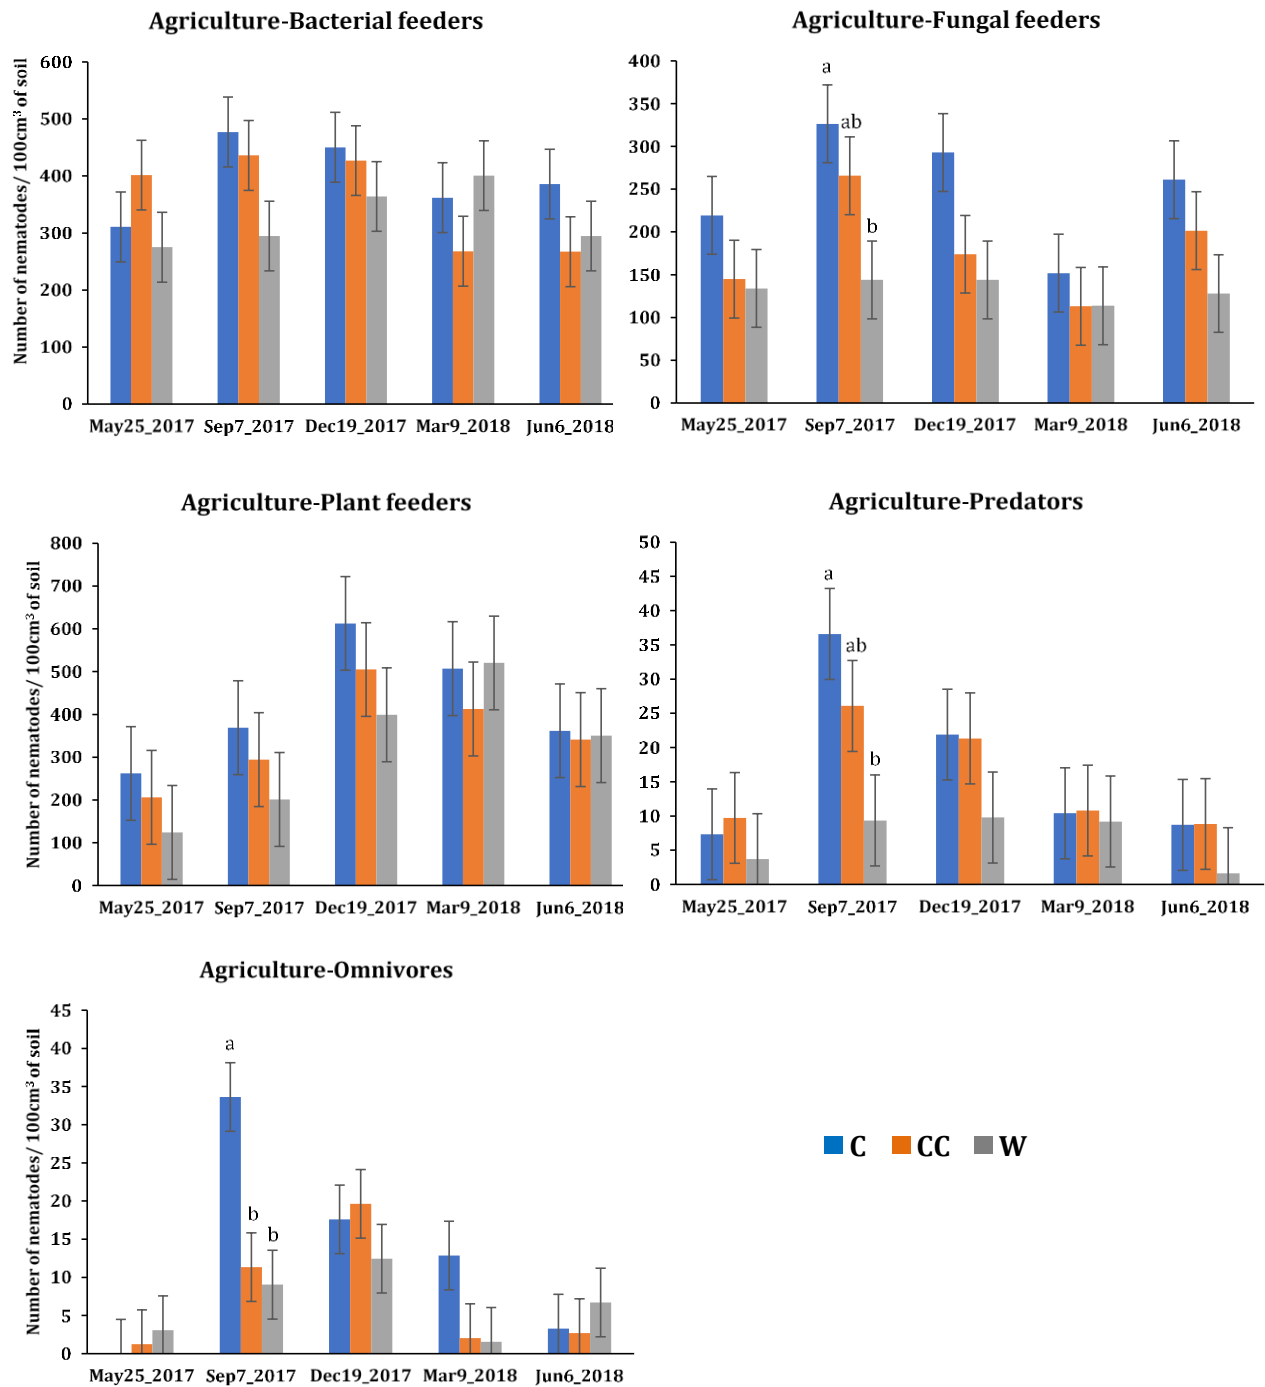 Agriculture-Bacterial feeders
Number of nematodes/ 100cm³ of soil
600
500
400
300
200
100
0
May25_2017 Sep7_2017 Dec19_2017 Mar9_2018 Jun6_2018
Agriculture-Fungal feeders
400
350
300
250
200
150
100
50
0
a
ab
b
May25_2017 Sep7_2017 Dec19_2017 Mar9_2018 Jun6_2018
Agriculture-Plant feeders
Number of nematodes/ 100cm³ of soil
800
700
600
500
400
300
200
100
0
May25_2017 Sep7_2017 Dec19_2017 Mar9_2018 Jun6_2018
Agriculture-Predators
50
45
40
35
30
25
20
15
10
5
0
a
ab
b
May25_2017 Sep7_2017 Dec19_2017 Mar9_2018 Jun6_2018
Agriculture-Omnivores
Number of nematodes/ 100cm³ of soil
45
40
35
30
25
20
15
10
5
0
a
b
b
May25_2017 Sep7_2017 Dec19_2017 Mar9_2018 Jun6_2018
C CC W